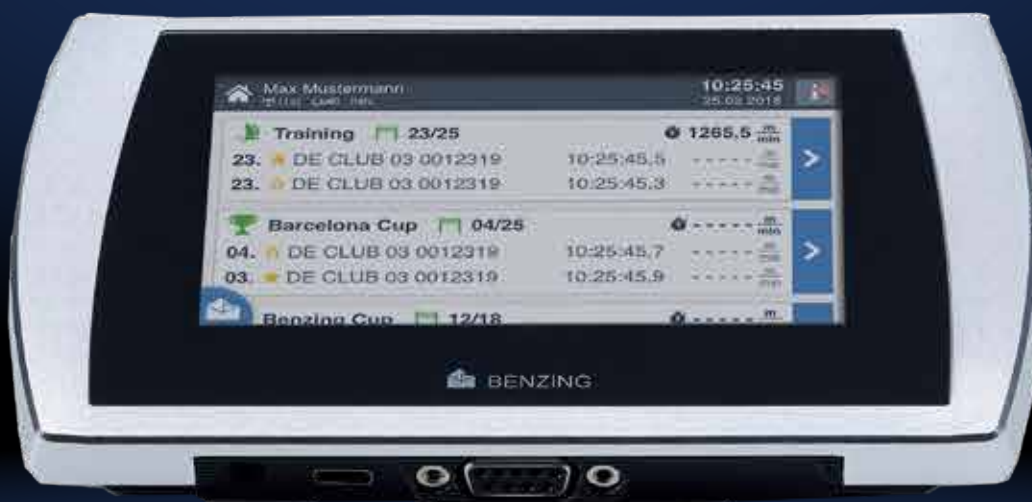 Max Mustermann 10:25:45
25.03.2018
Training 23/25 1265.5 m/min
23. DE CLUB 03 0012319 10:25:45.5 - - - - -
23. DE CLUB 03 0012319 10:25:45.3 - - - - -
Barcelona Cup 04/25 - - - - - m/min
04. DE CLUB 03 0012319 10:25:45.7 - - - - -
03. DE CLUB 03 0012319 10:25:45.9 - - - - -
Benzing Cup 12/18 - - - - - m
BENZING